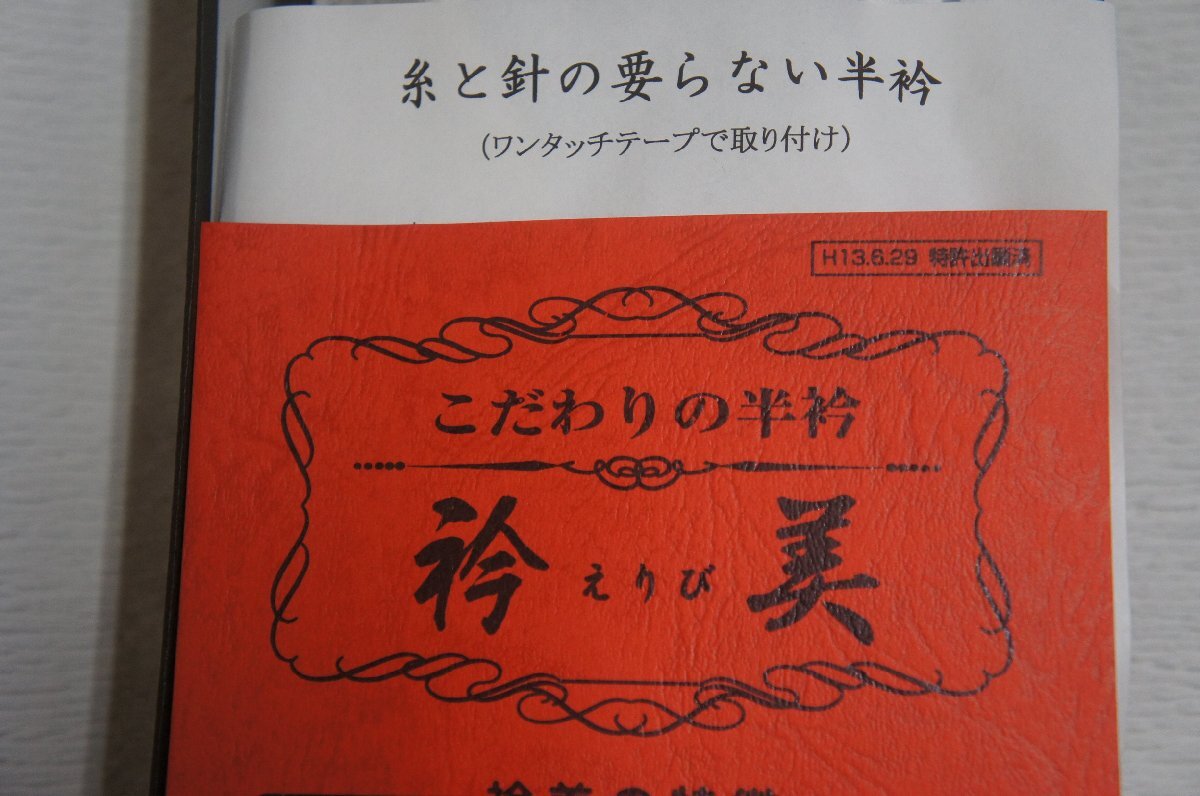 糸と針の要らない半衿
(ワンタッチテープで取り付け)
H13.6.29 特許出願済
こだわりの半衿
衿 えりび 美